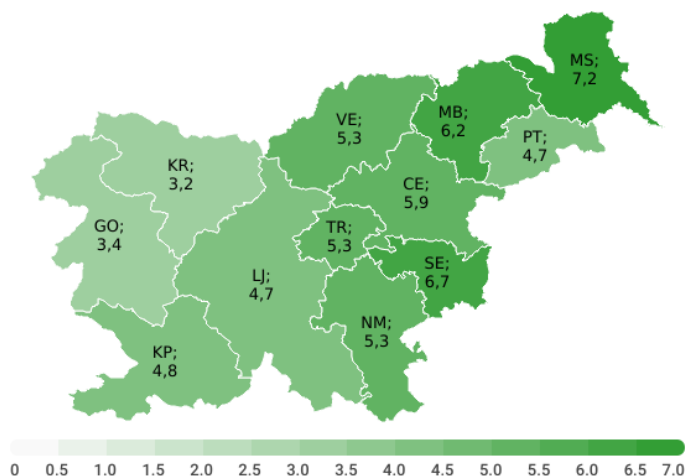 MS;
7,2
VE;
5,3
MB;
6,2
PT;
4,7
KR;
3,2
CE;
5,9
GO;
3,4
TR;
5,3
SE;
6,7
LJ;
4,7
NM;
5,3
KP;
4,8
0 0.5 1.0 1.5 2.0 2.5 3.0 3.5 4.0 4.5 5.0 5.5 6.0 6.5 7.0